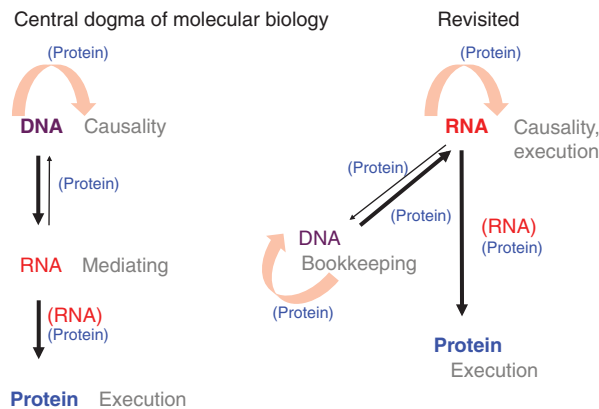 Central dogma of molecular biology
(Protein)
DNA Causality
(Protein)
RNA Mediating
(RNA)
(Protein)
Protein Execution
Revisited
(Protein)
RNA Causality,
execution
(Protein)
(Protein)
DNA
Bookkeeping
(Protein)
(RNA)
(Protein)
Protein
Execution